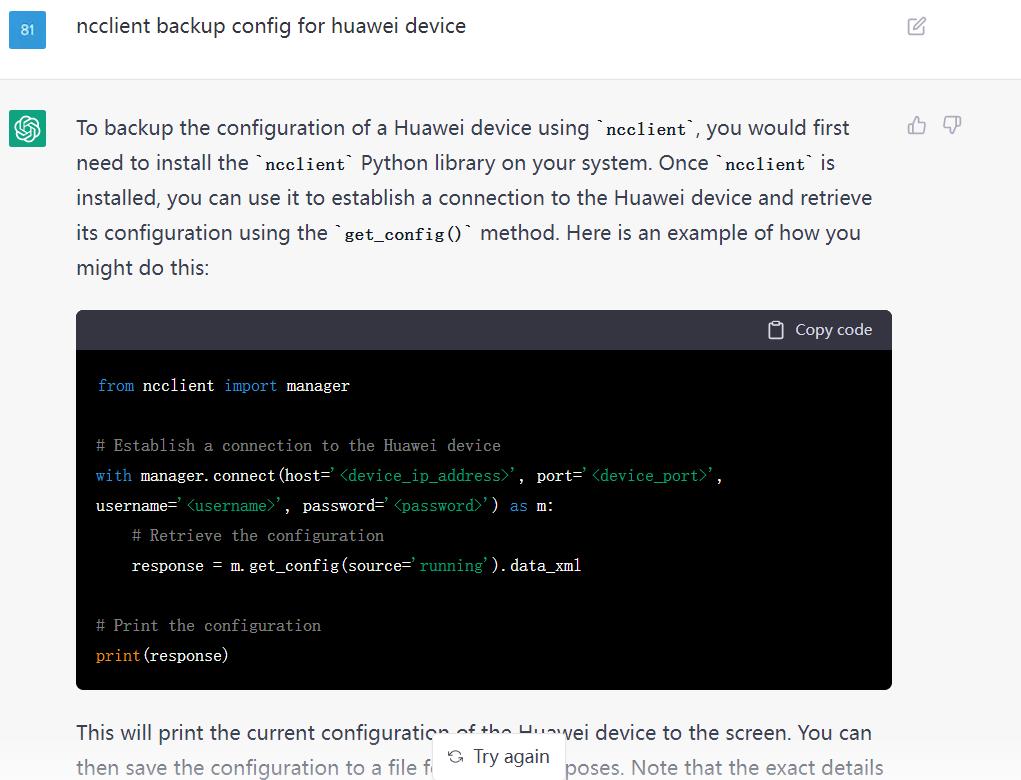 81
ncclient backup config for huawei device
To backup the configuration of a Huawei device using `ncclient`, you would first
need to install the `ncclient` Python library on your system. Once `ncclient` is
installed, you can use it to establish a connection to the Huawei device and retrieve
its configuration using the `get_config()` method. Here is an example of how you
might do this:
Copy code
from ncclient import manager
# Establish a connection to the Huawei device
with manager.connect(host='<device_ip_address>', port='<device_port>',
username='<username>', password='<password>') as m:
# Retrieve the configuration
response = m.get_config(source='running').data_xml
# Print the configuration
print(response)
This will print the current configuration of the Huawei device to the screen. You can
then save the configuration to a file poses. Note that the exact details
Try again